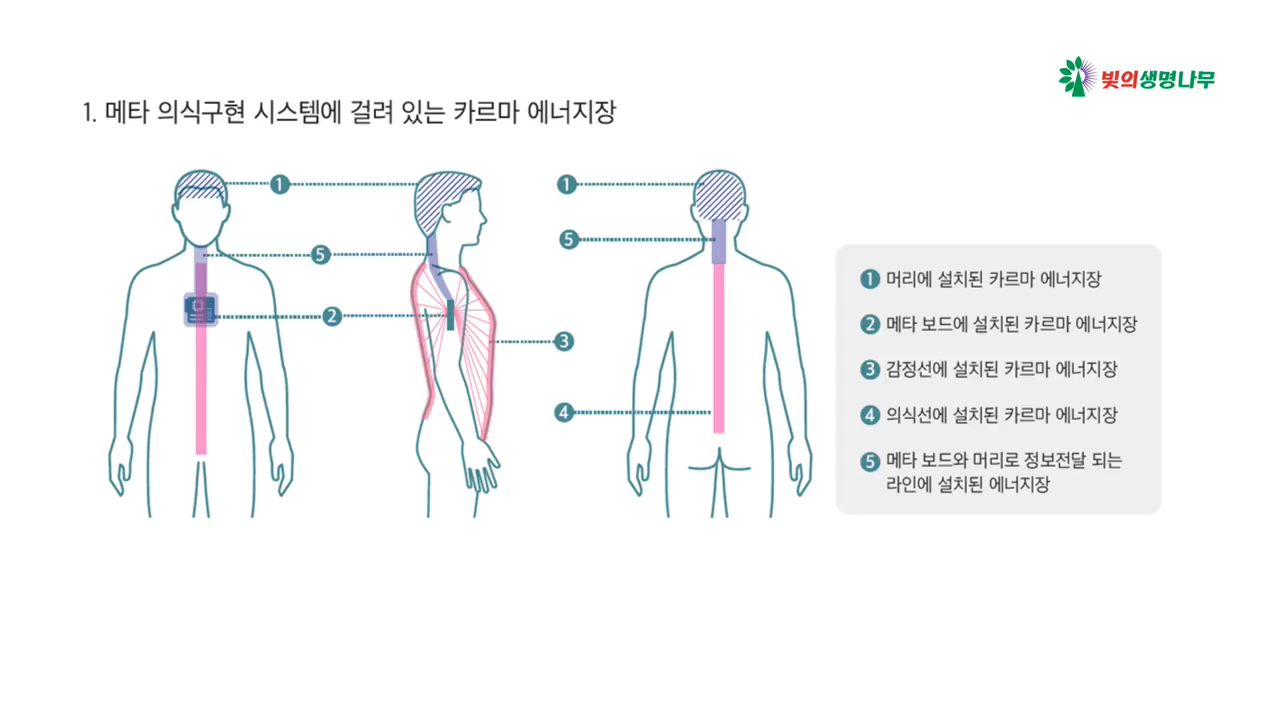 빛의생명나무
1. 메타 의식구현 시스템에 걸려 있는 카르마 에너지장
1
1
5
5
2
3
4
1 머리에 설치된 카르마 에너지장
2 메타 보드에 설치된 카르마 에너지장
3 감정선에 설치된 카르마 에너지장
4 의식선에 설치된 카르마 에너지장
5 메타 보드와 머리로 정보전달 되는
라인에 설치된 에너지장